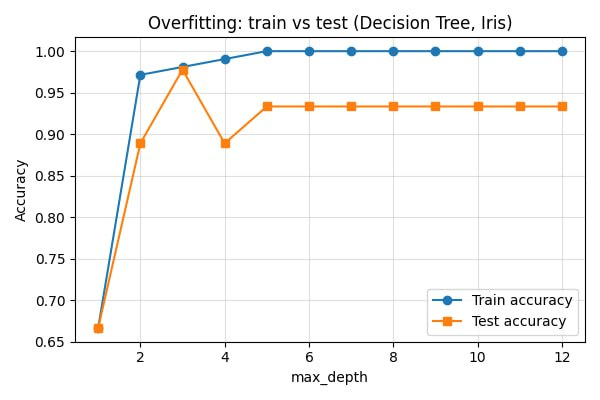 Overfitting: train vs test (Decision Tree, Iris)
1.00
0.95
0.90
0.85
0.80
0.75
0.70
0.65
Accuracy
Train accuracy
Test accuracy
2 4 6 8 10 12
max_depth